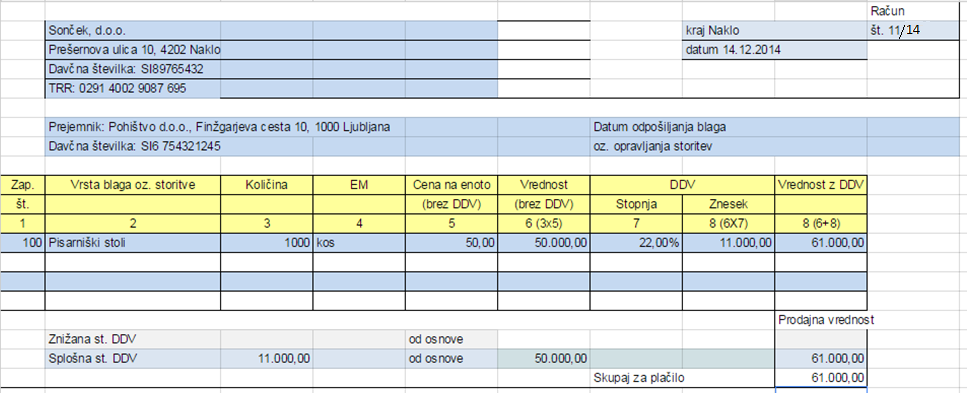 Račun
Sonček, d.o.o. kraj Naklo št. 11/14
Prešernova ulica 10, 4202 Naklo datum 14.12.2014
Davčna številka: SI89765432
TRR: 0291 4002 9087 695
Prejemnik: Pohištvo d.o.o., Finžgarjeva cesta 10, 1000 Ljubljana Datum odpošiljanja blaga
Davčna številka: SI6 754321245 oz. opravljanja storitev
Zap. Vrsta blaga oz. storitve Količina EM Cena na enoto Vrednost DDV Vrednost z DDV
št. (brez DDV) (brez DDV) Stopnja Znesek
1 2 3 4 5 6 (3x5) 7 8 (6X7) 8 (6+8)
100 Pisarniški stoli 1000 kos 50,00 50.000,00 22,00% 11.000,00 61.000,00
Prodajna vrednost
Znižana st. DDV od osnove
Splošna st. DDV 11.000,00 od osnove 50.000,00 61.000,00
Skupaj za plačilo 61.000,00